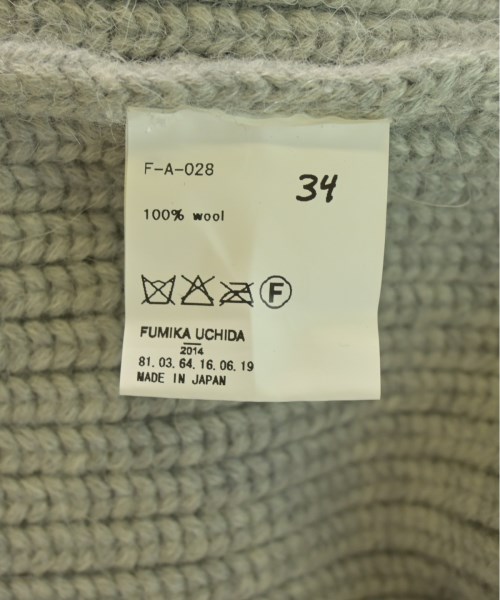 F-A-028
34
100% wool
F
FUMIKA UCHIDA
2014
81. 03. 64. 16. 06. 19
MADE IN JAPAN